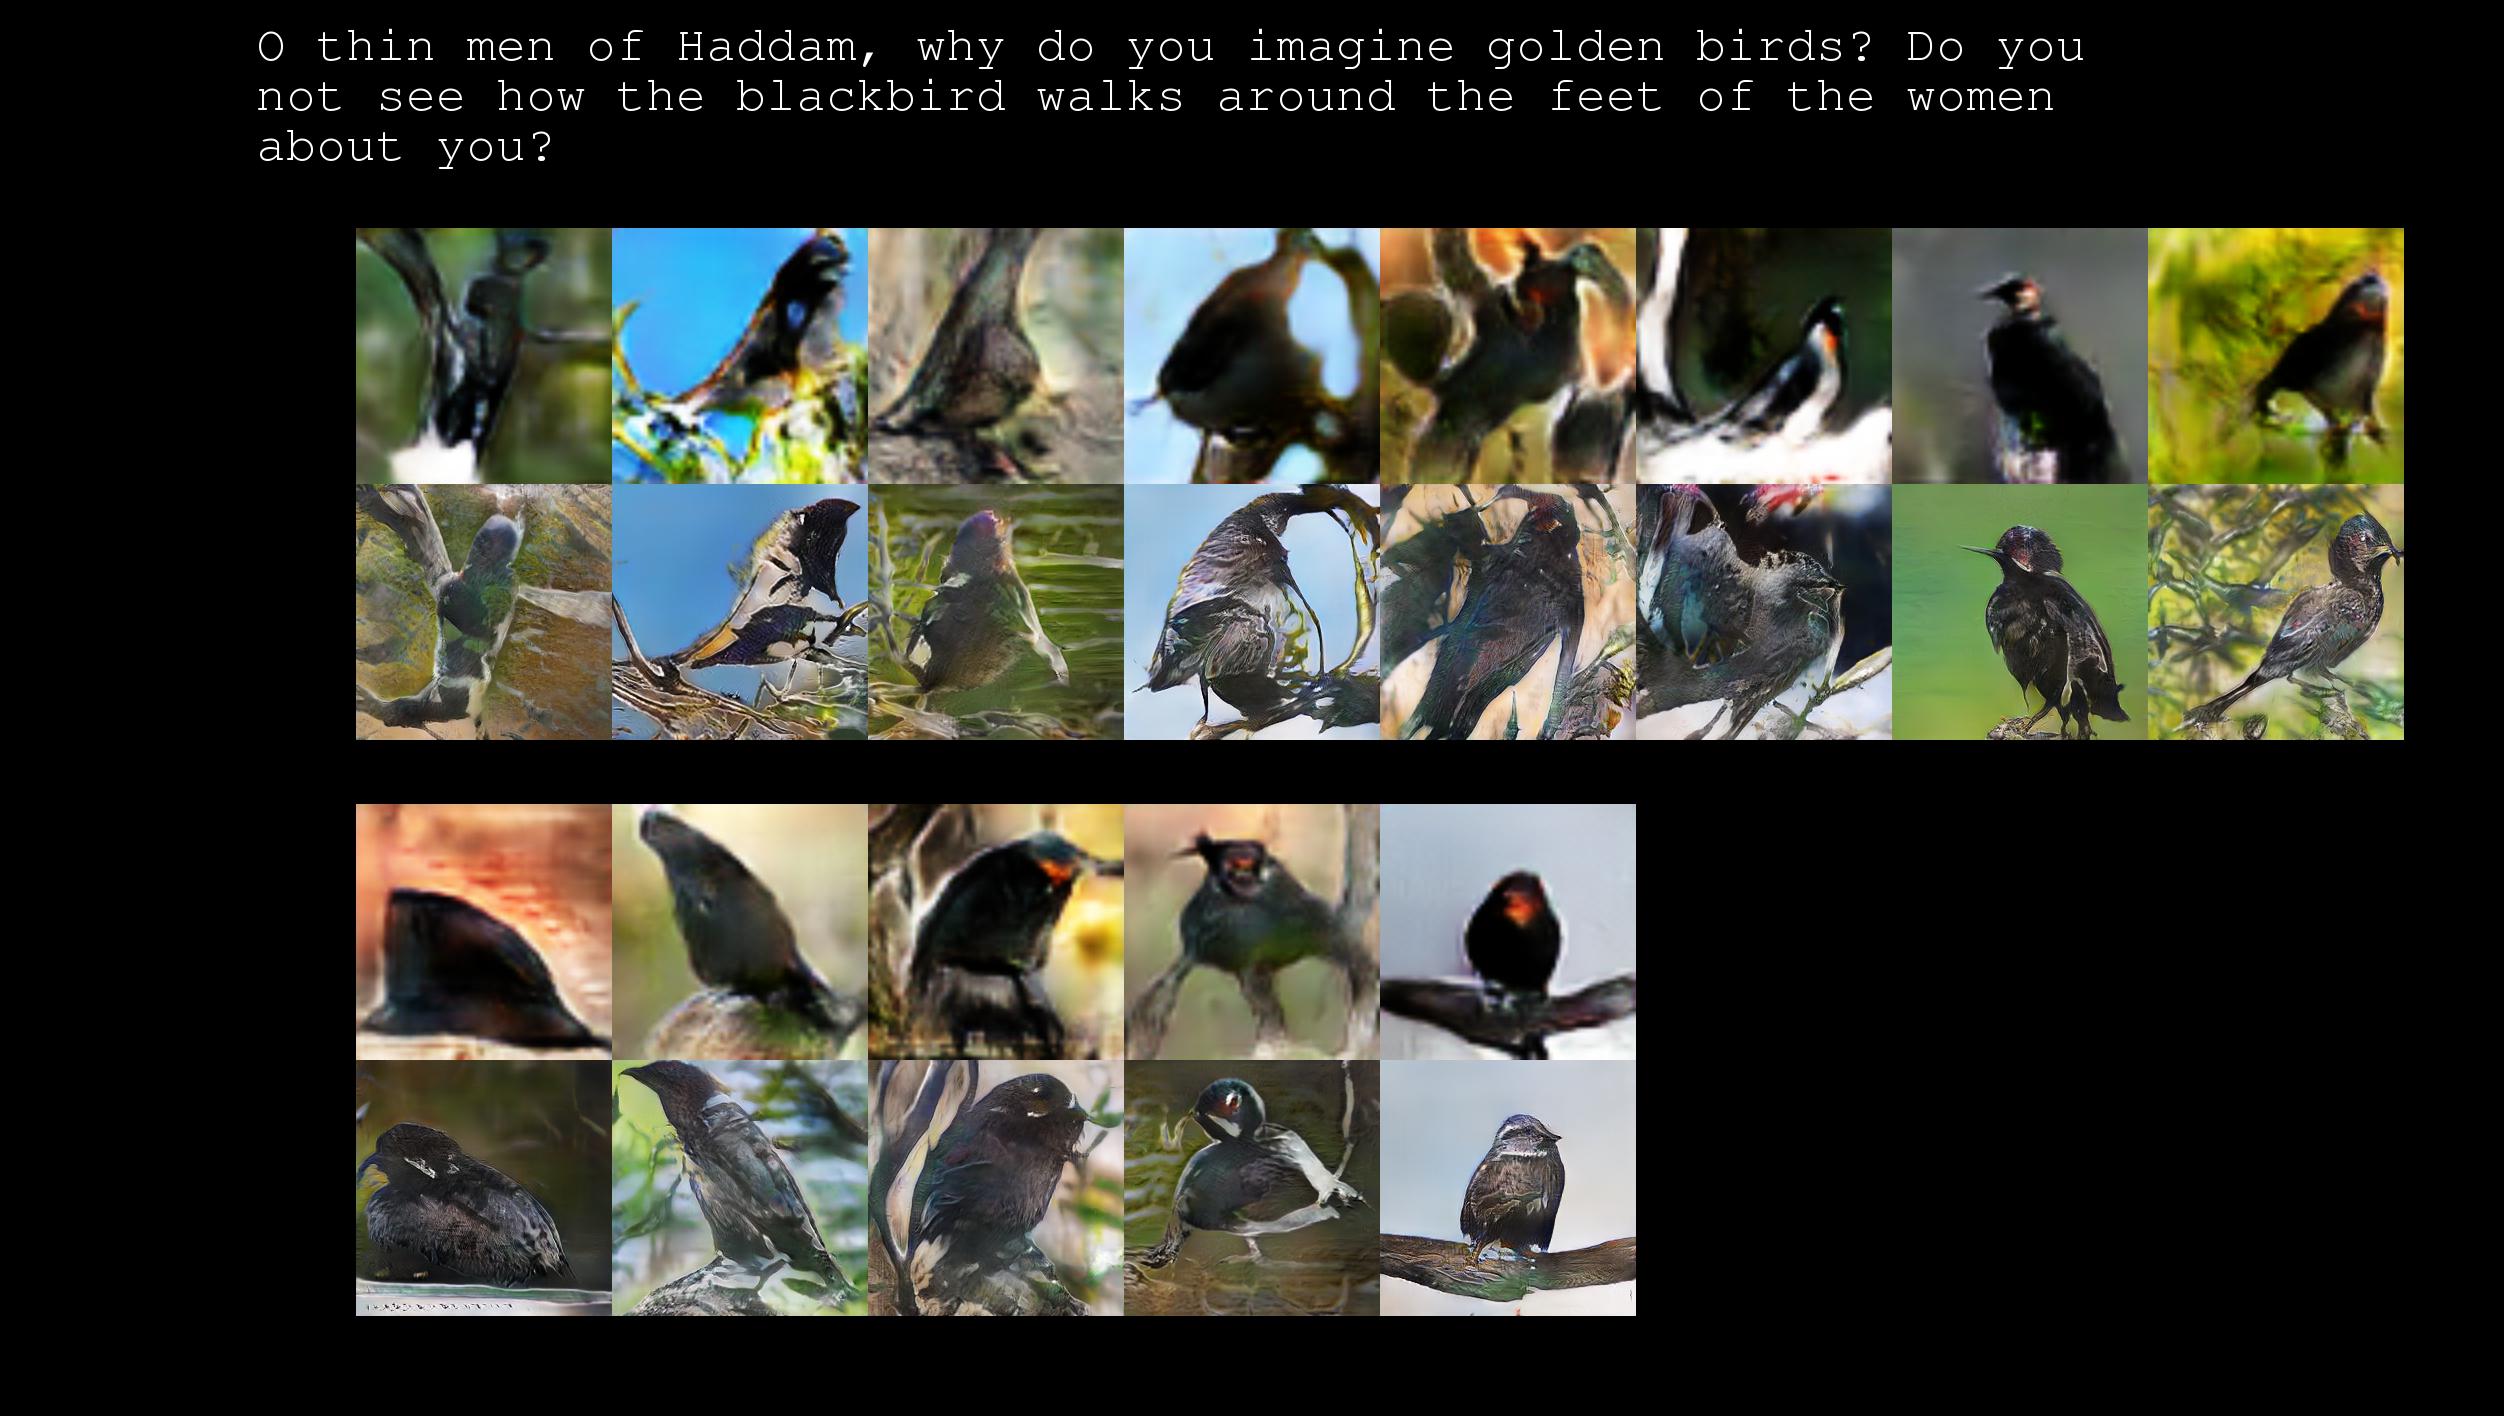 O thin men of Haddam, why do you imagine golden birds? Do you
not see how the blackbird walks around the feet of the women
about you?